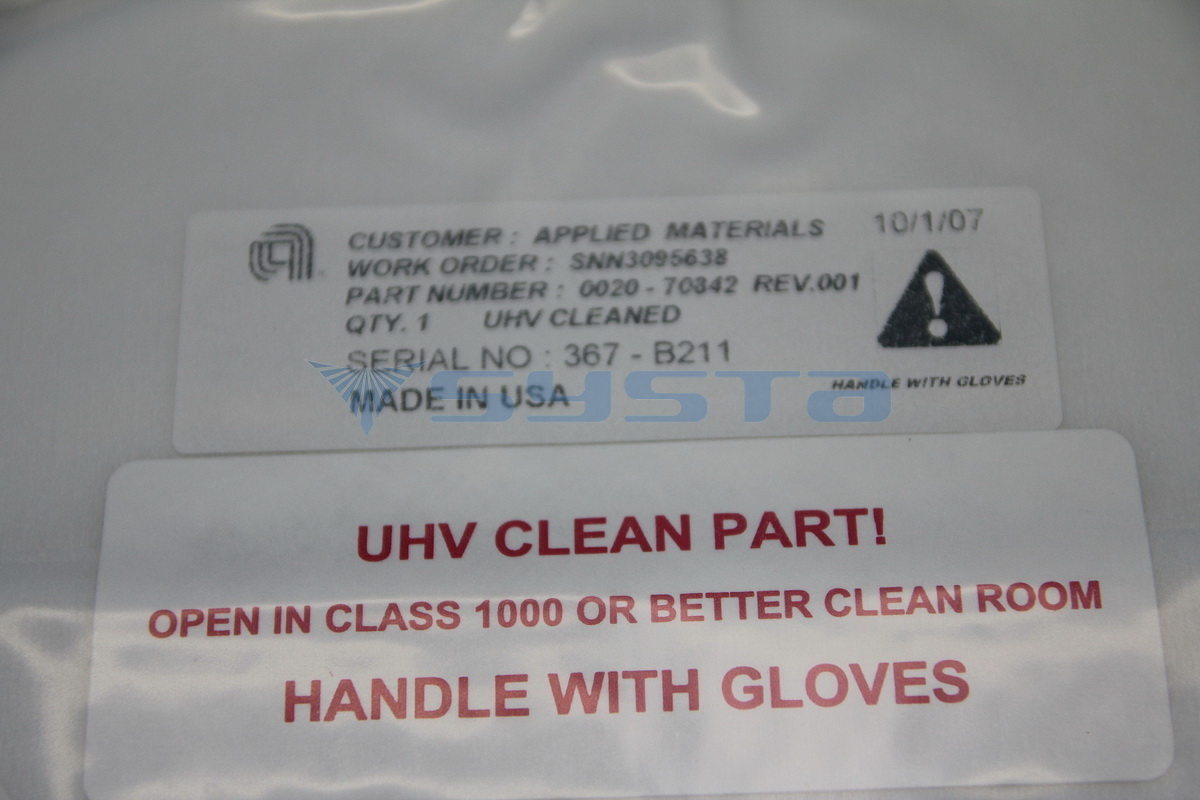 CUSTOMER : APPLIED MATERIALS 10/1/07
WORK ORDER : SNN3095638
PART NUMBER : 0020 - 70342 REV.001
QTY. 1 UHV CLEANED
SERIAL NO : 367 - B211
MADE IN USA
HANDLE WITH GLOVES
SYSTA
UHV CLEAN PART!
OPEN IN CLASS 1000 OR BETTER CLEAN ROOM
HANDLE WITH GLOVES